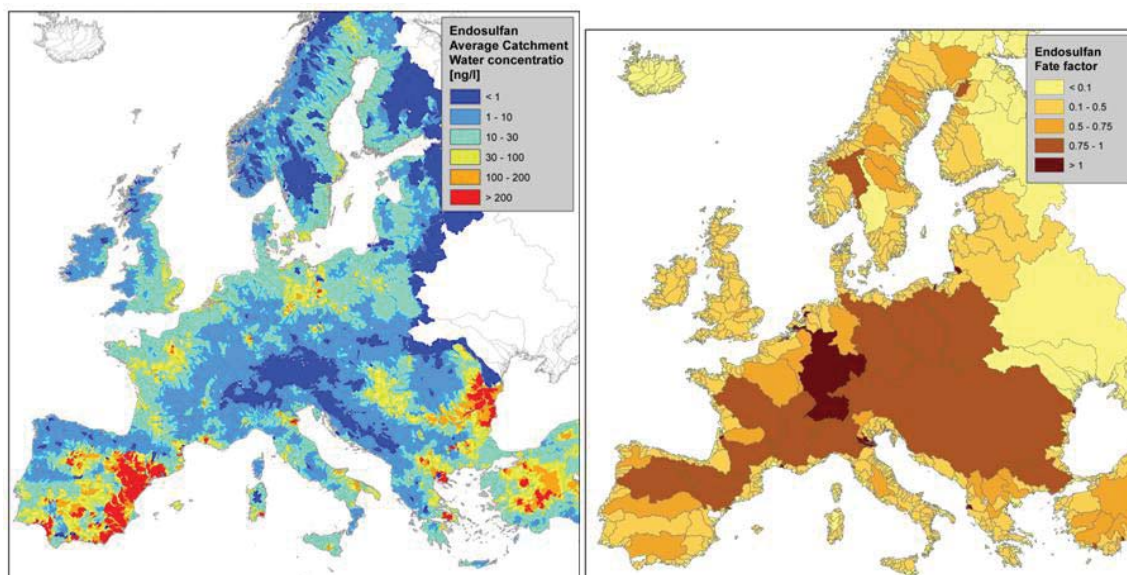 Endosulfan
Average Catchment
Water concentratio
[ng/l]
< 1
1 - 10
10 - 30
30 - 100
100 - 200
> 200
Endosulfan
Fate factor
< 0.1
0.1 - 0.5
0.5 - 0.75
0.75 - 1
> 1